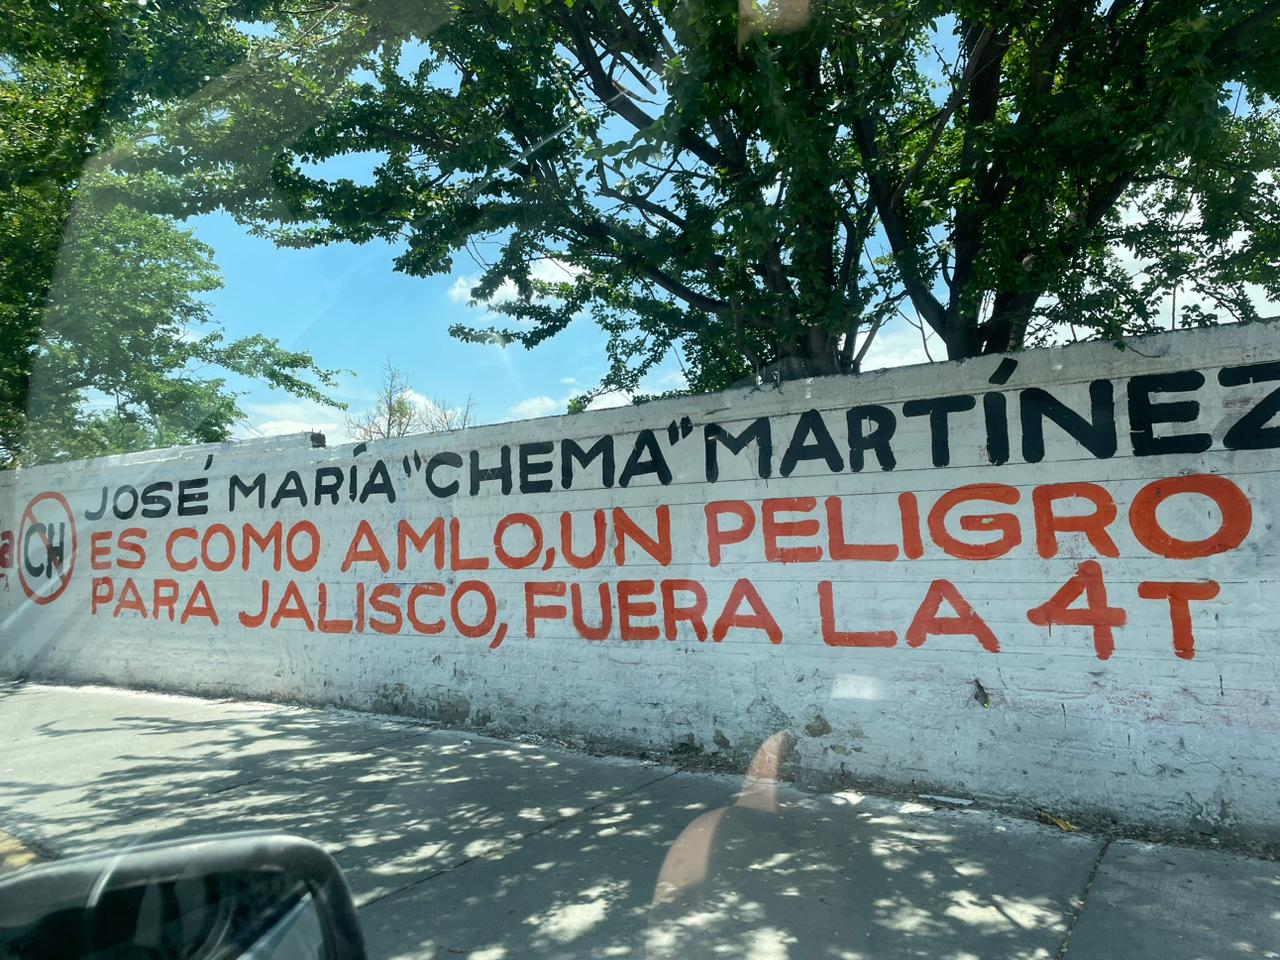 JOSÉ MARÍA "CHEMA" MARTÍNEZ
ES COMO AMLO, UN PELIGRO
PARA JALISCO, FUERA LA 4T
CH